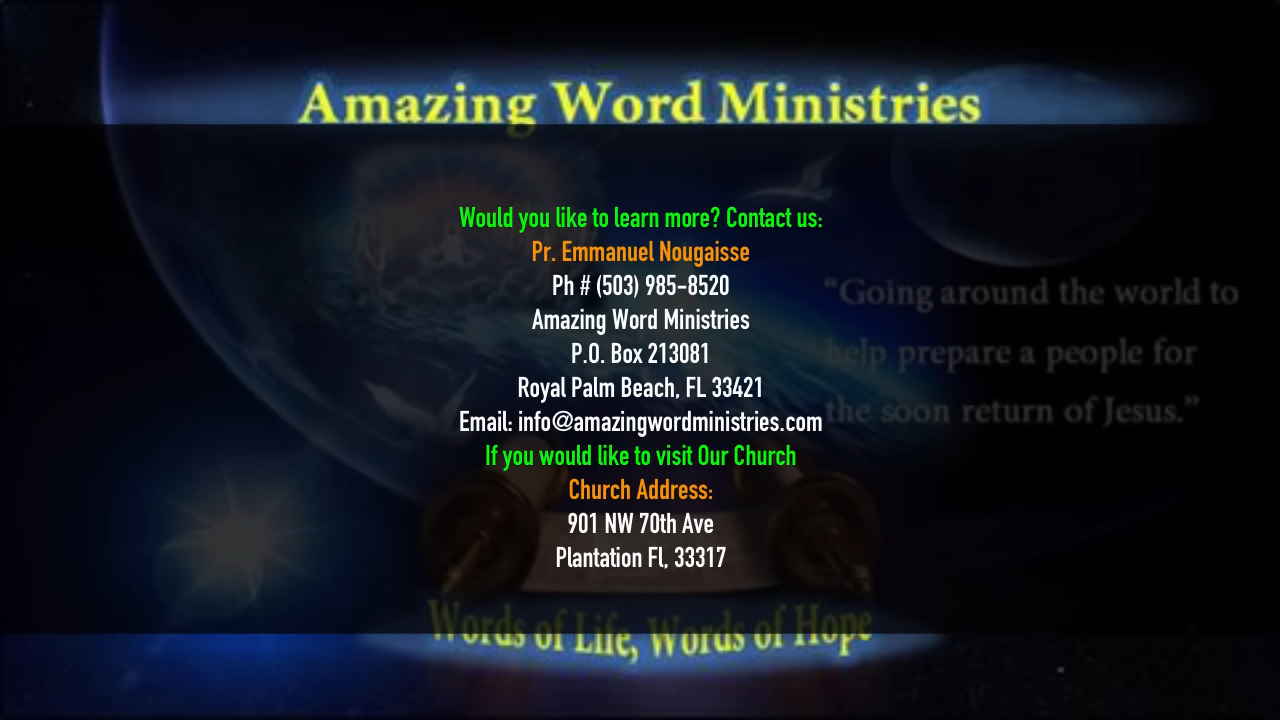 Amazing Word Ministries
Would you like to learn more? Contact us:
Pr. Emmanuel Nougaisse
Ph # (503) 985-8520
Amazing Word Ministries
P.O. Box 213081
Royal Palm Beach, FL 33421
Email: info@amazingwordministries.com
If you would like to visit Our Church
Church Address:
901 NW 70th Ave
Plantation Fl, 33317
“Going around the world to
help prepare a people for
the soon return of Jesus.”
Words of Life, Words of Hope